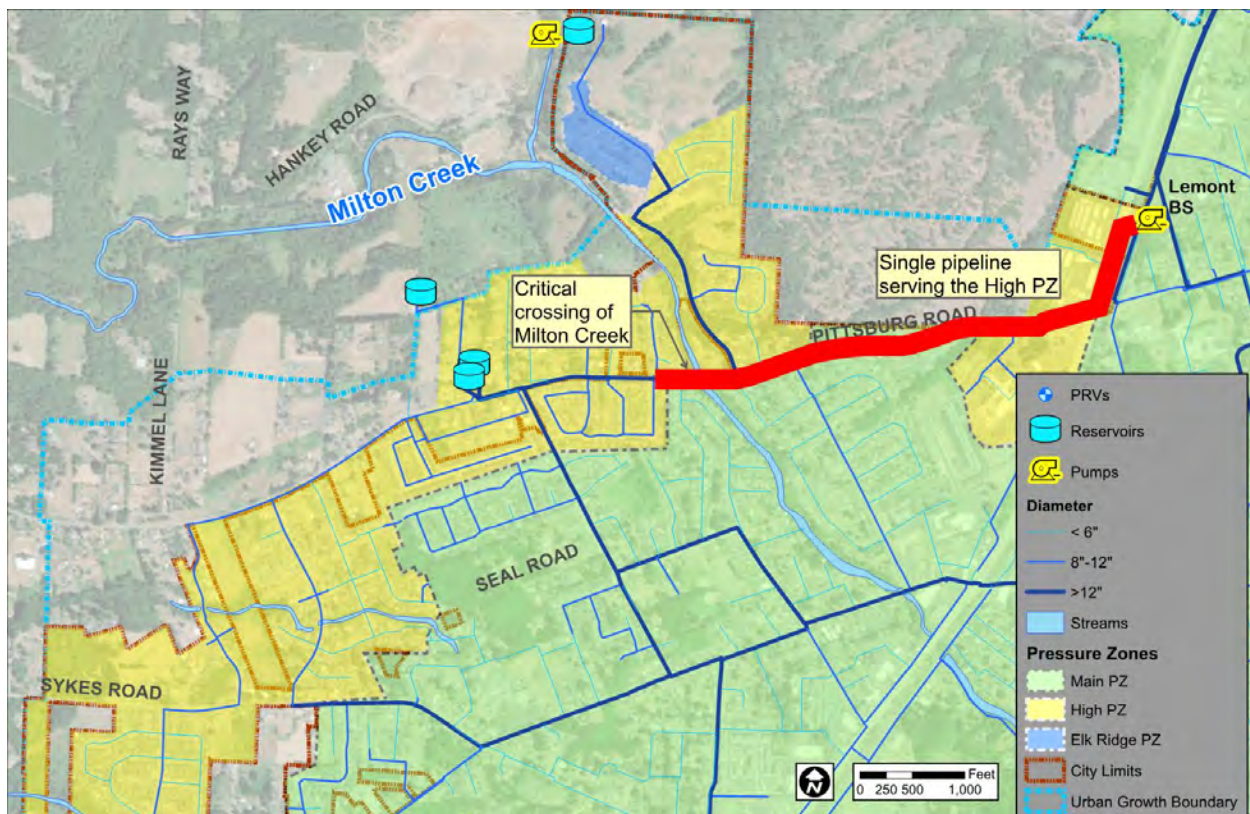 RAYS WAY
HANKEY ROAD
Milton Creek
Lemont
BS
Critical
crossing of
Milton Creek
Single pipeline
serving the High PZ
PITTSBURG ROAD
KIMMEL LANE
SEAL ROAD
SYKES ROAD
PRVs
Reservoirs
Pumps
Diameter
< 6"
8"-12"
>12"
Streams
Pressure Zones
Main PZ
High PZ
Elk Ridge PZ
City Limits
Urban Growth Boundary
Feet
0 250 500 1,000